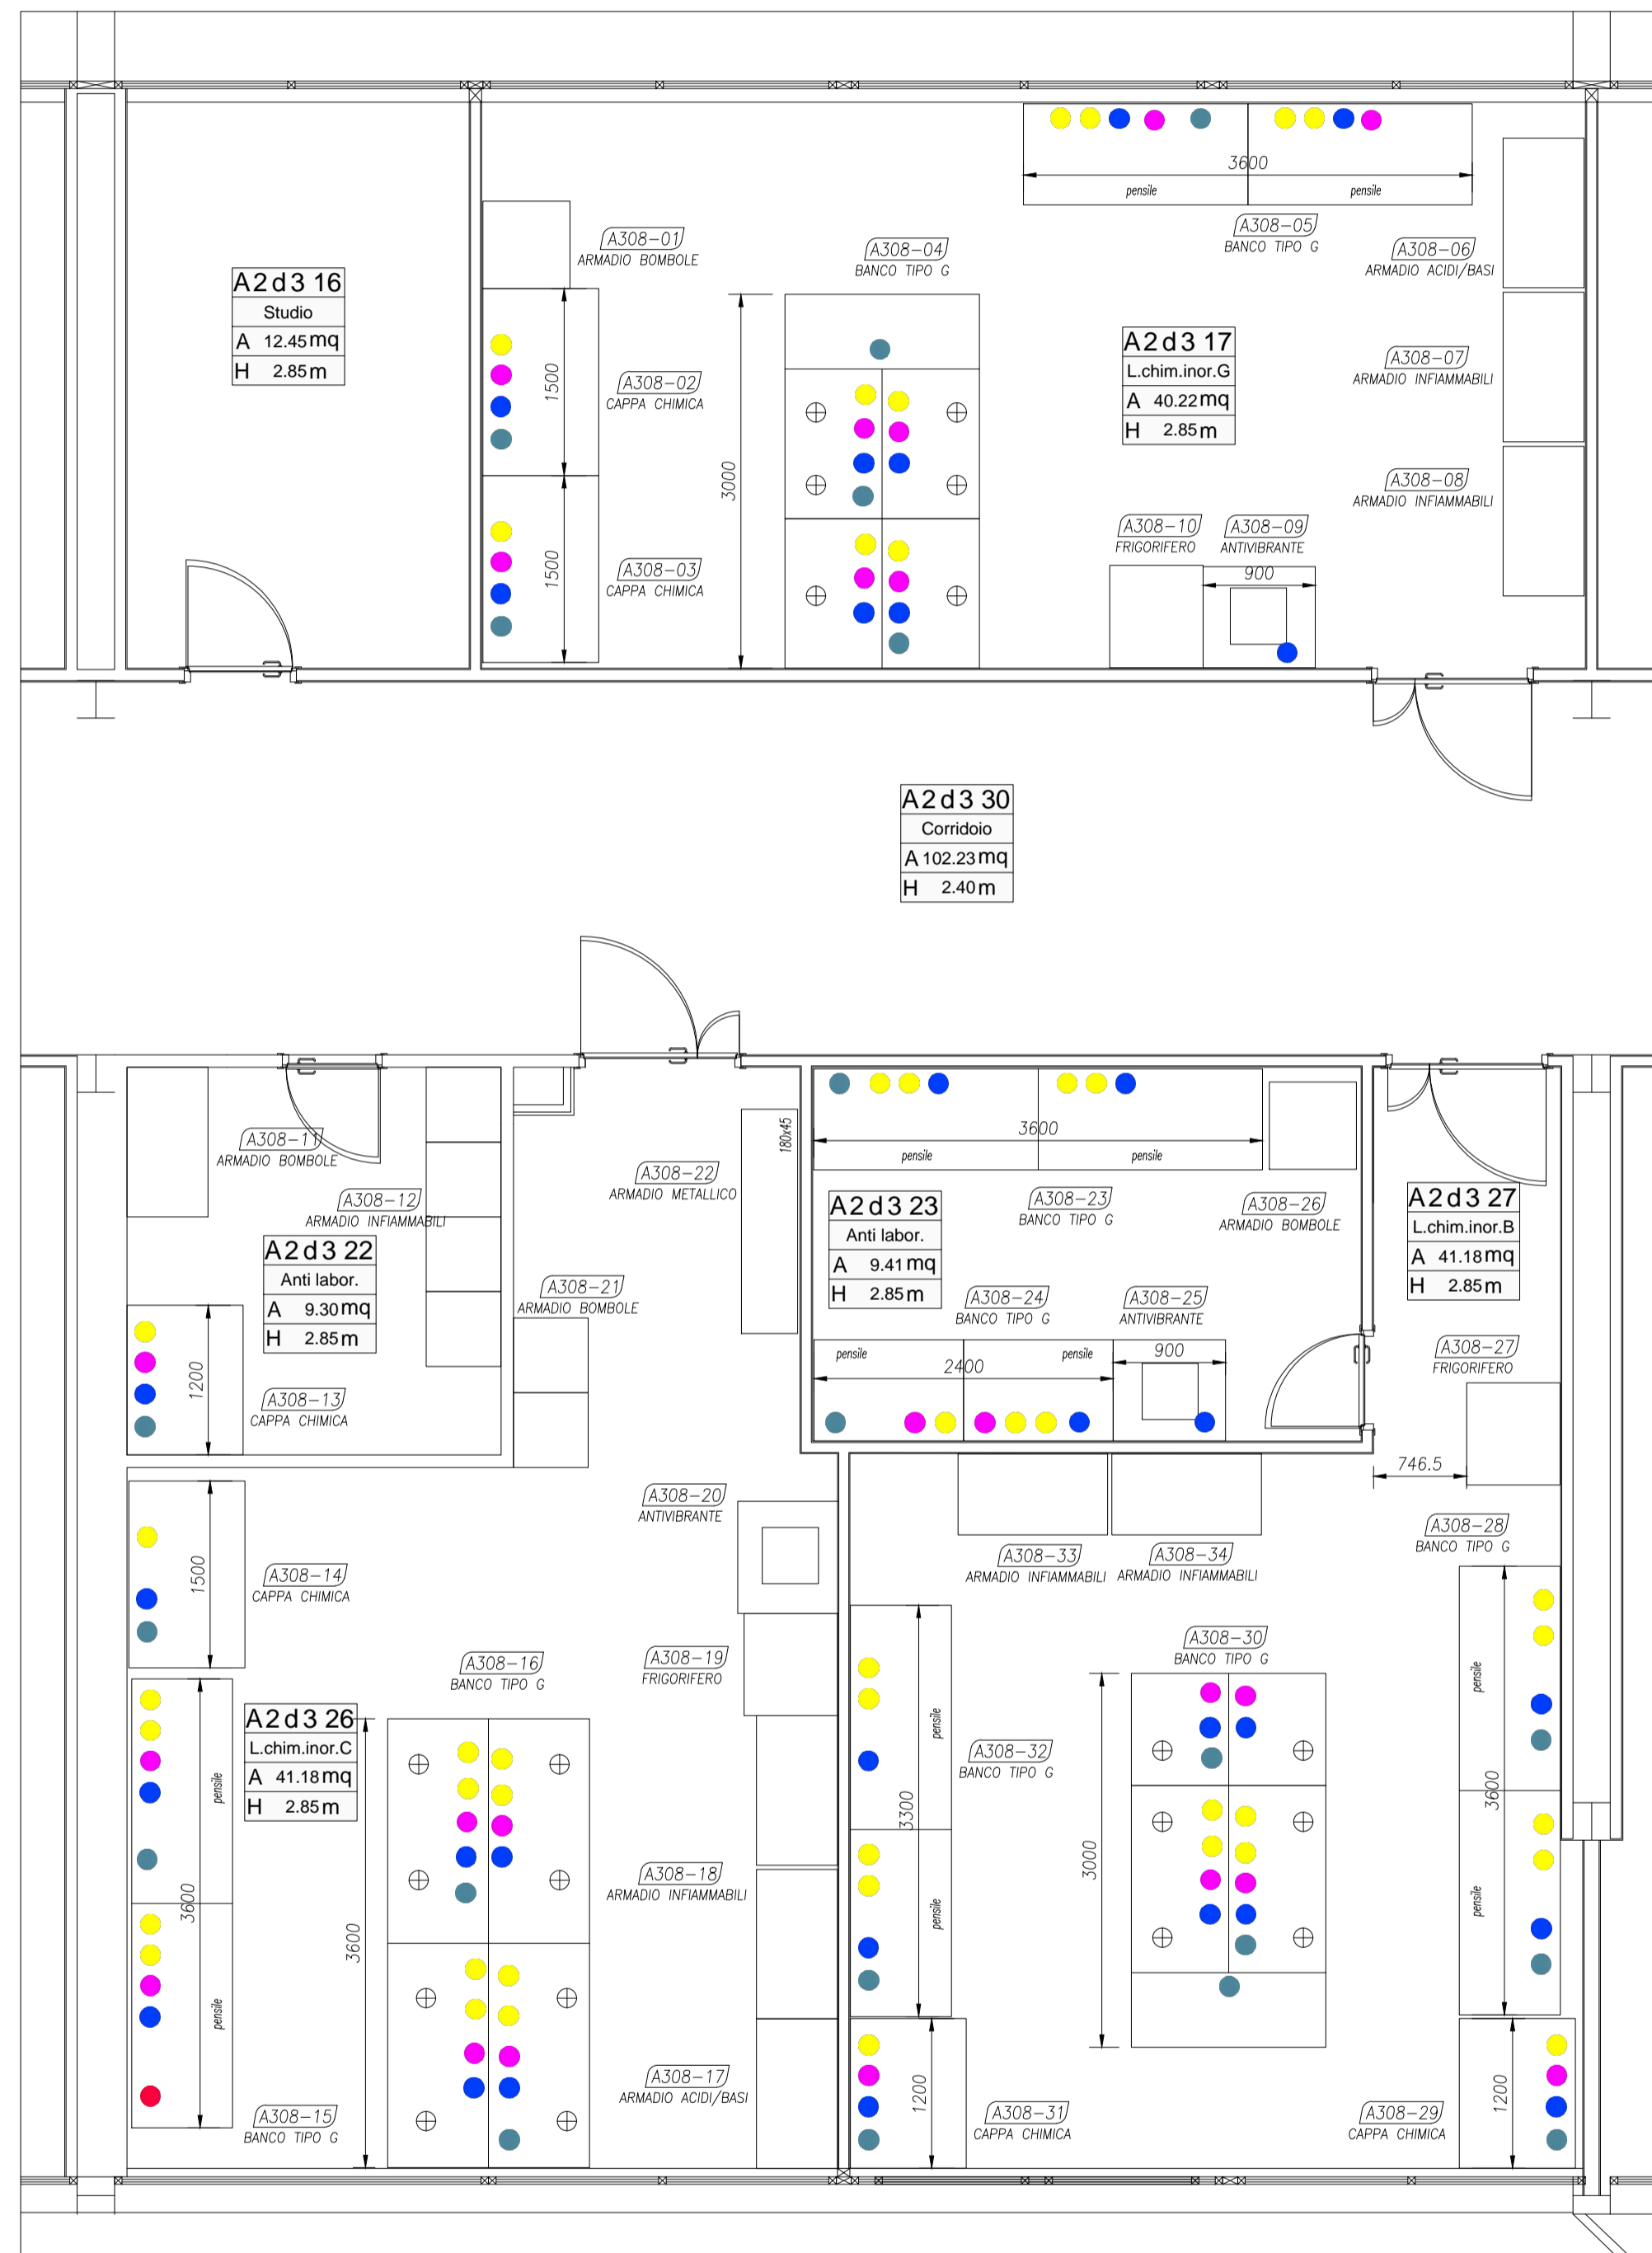 3600
pensile
pensile
A308-05
BANCO TIPO G
A308-01
ARMADIO BOMBOLE
A308-04
BANCO TIPO G
A308-06
ARMADIO ACIDI/BASI
A2d3 16
Studio
A 12.45 mq
H 2.85 m
A2d3 17
L.chim.inor.G
A 40.22 mq
H 2.85 m
1500
A308-02
CAPPA CHIMICA
A308-07
ARMADIO INFIAMMABILI
3000
A308-08
ARMADIO INFIAMMABILI
1500
A308-03
CAPPA CHIMICA
A308-10
FRIGORIFERO
A308-09
ANTIVIBRANTE
900
A2d3 30
Corridoio
A 102.23 mq
H 2.40 m
A308-11
ARMADIO BOMBOLE
A308-12
ARMADIO INFIAMMABILI
A308-22
ARMADIO METALLICO
180x45
3600
pensile
pensile
A308-23
BANCO TIPO G
A308-26
ARMADIO BOMBOLE
A2d3 22
Anti labor.
A 9.30 mq
H 2.85 m
A2d3 23
Anti labor.
A 9.41 mq
H 2.85 m
A2d3 27
L.chim.inor.B
A 41.18 mq
H 2.85 m
A308-21
ARMADIO BOMBOLE
A308-24
BANCO TIPO G
A308-25
ANTIVIBRANTE
pensile
pensile
2400
900
A308-27
FRIGORIFERO
1200
A308-13
CAPPA CHIMICA
746.5
A308-20
ANTIVIBRANTE
A308-28
BANCO TIPO G
1500
A308-14
CAPPA CHIMICA
A308-33
ARMADIO INFIAMMABILI
A308-34
ARMADIO INFIAMMABILI
A308-16
BANCO TIPO G
A308-19
FRIGORIFERO
A308-30
BANCO TIPO G
pensile
pensile
pensile
A2d3 26
L.chim.inor.C
A 41.18 mq
H 2.85 m
A308-32
BANCO TIPO G
3300
3600
3000
A308-18
ARMADIO INFIAMMABILI
3600
3600
pensile
pensile
pensile
A308-17
ARMADIO ACIDI/BASI
A308-15
BANCO TIPO G
1200
A308-31
CAPPA CHIMICA
A308-29
CAPPA CHIMICA
1200